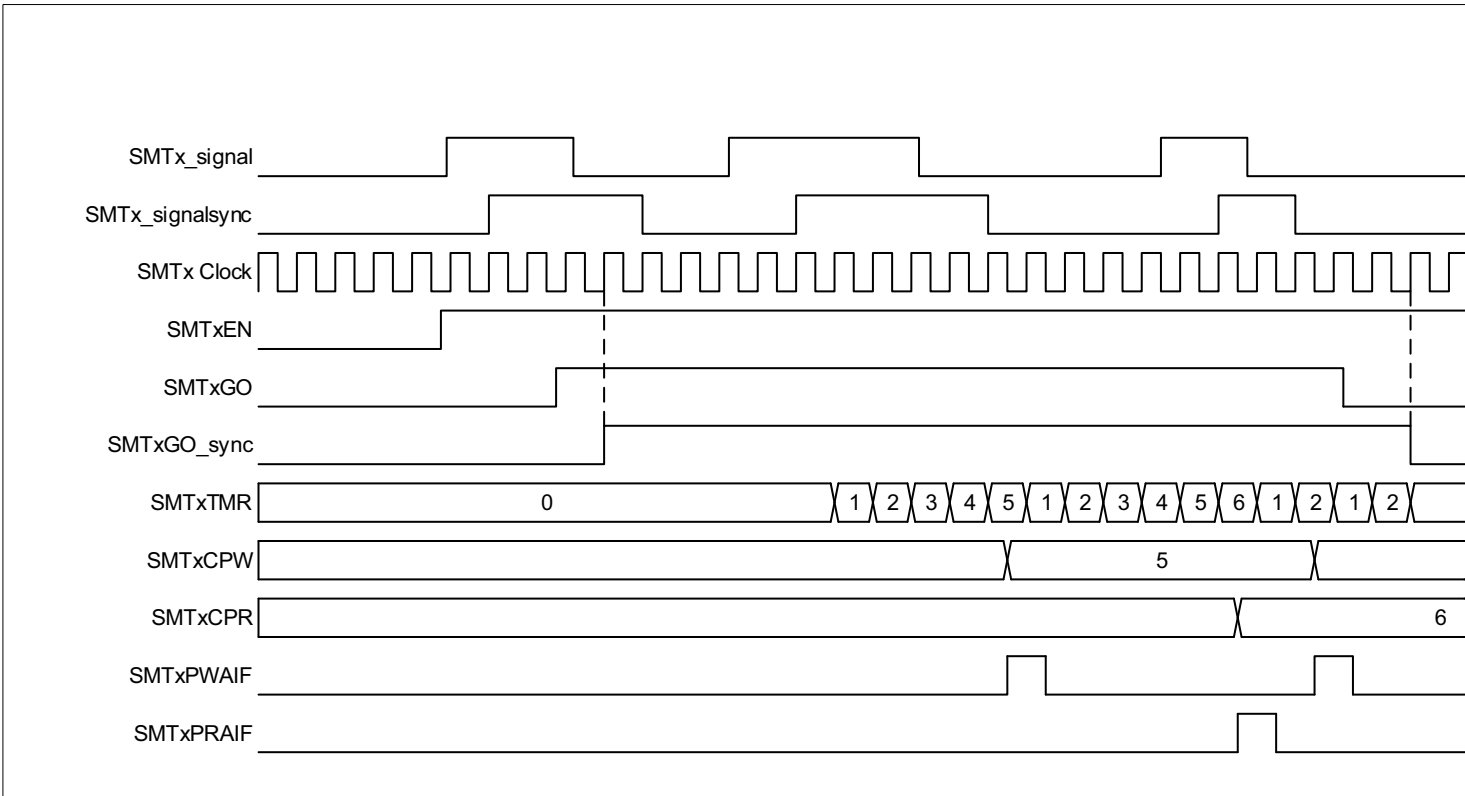 SMTx_signal
SMTx_signalsync
SMTx Clock
SMTxEN
SMTxGO
SMTxGO_sync
SMTxTMR 0 1 2 3 4 5 1 2 3 4 5 6 1 2 1 2
SMTxCPW 5
SMTxCPR 6
SMTxPWAIF
SMTxPRAIF